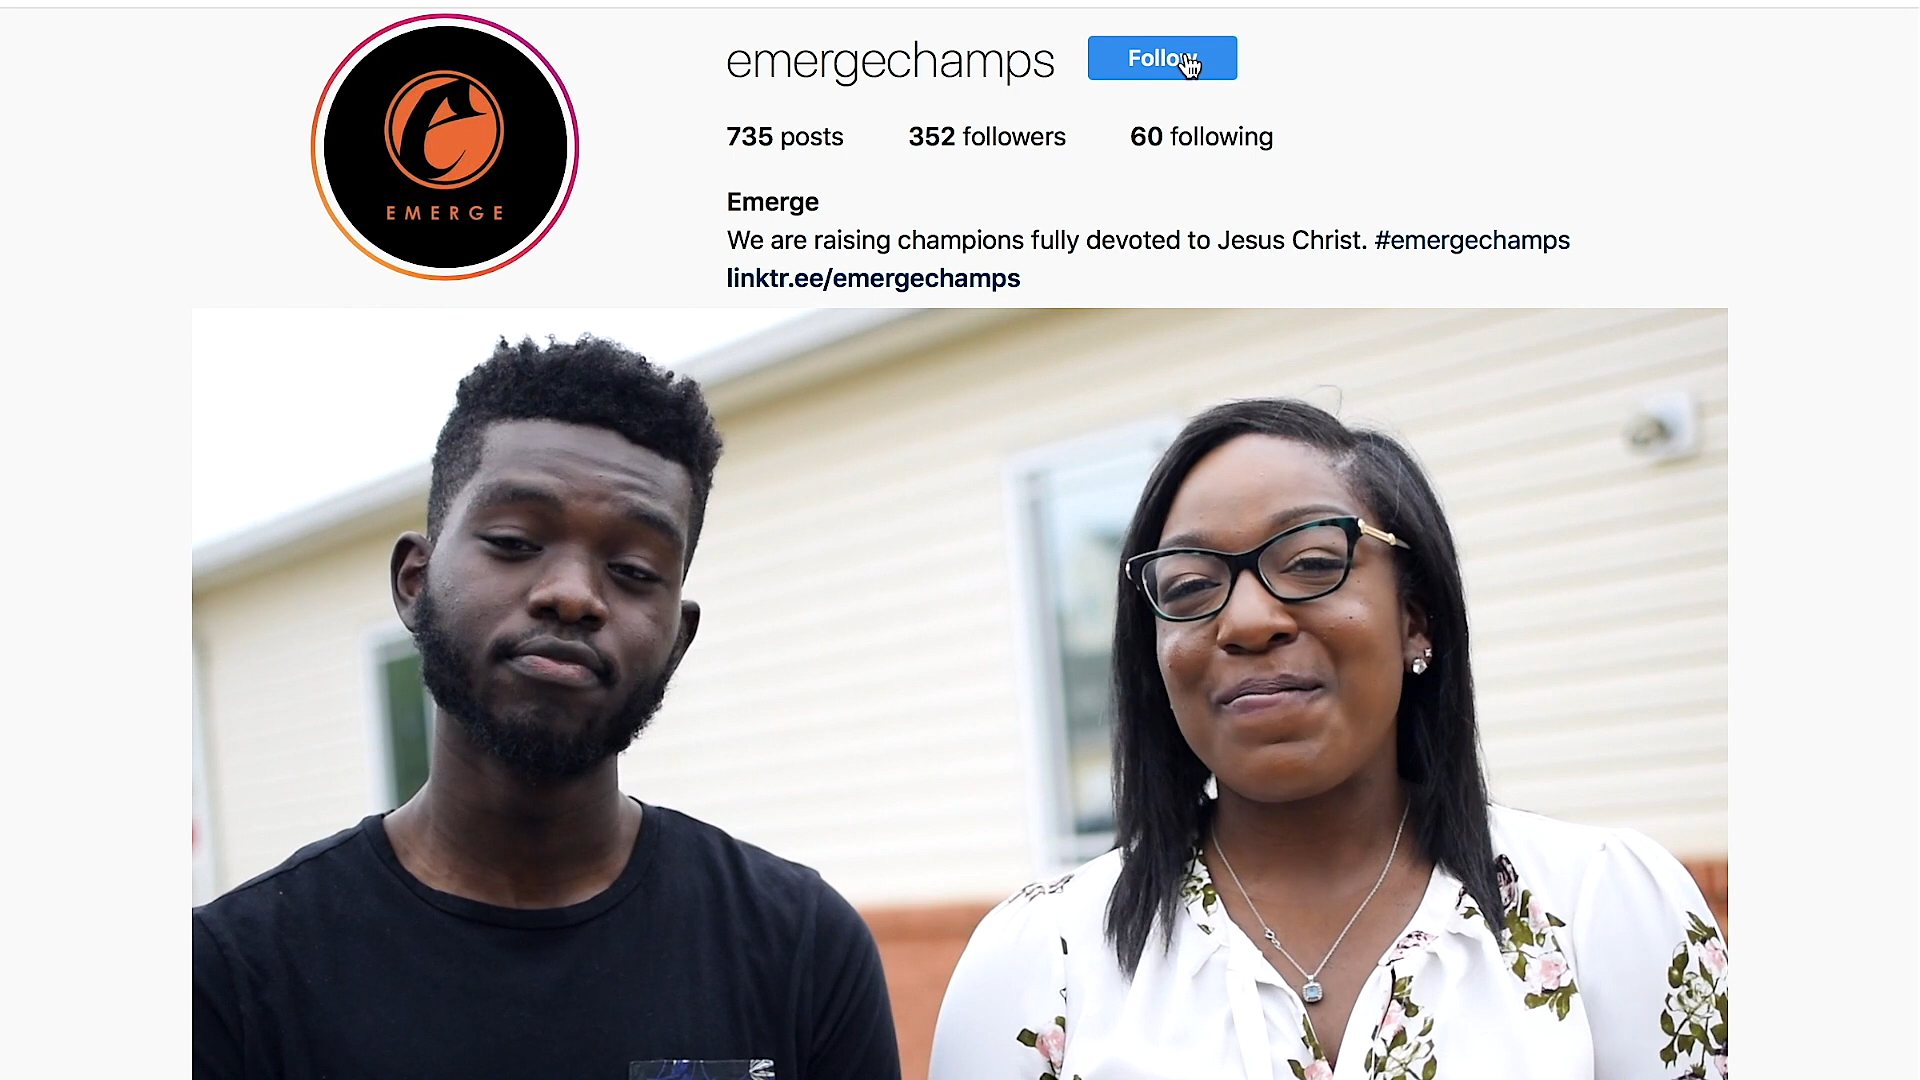 emergechamps Follow
735 posts 352 followers 60 following
EMERGE
Emerge
We are raising champions fully devoted to Jesus Christ. #emergechamps
linktr.ee/emergechamps